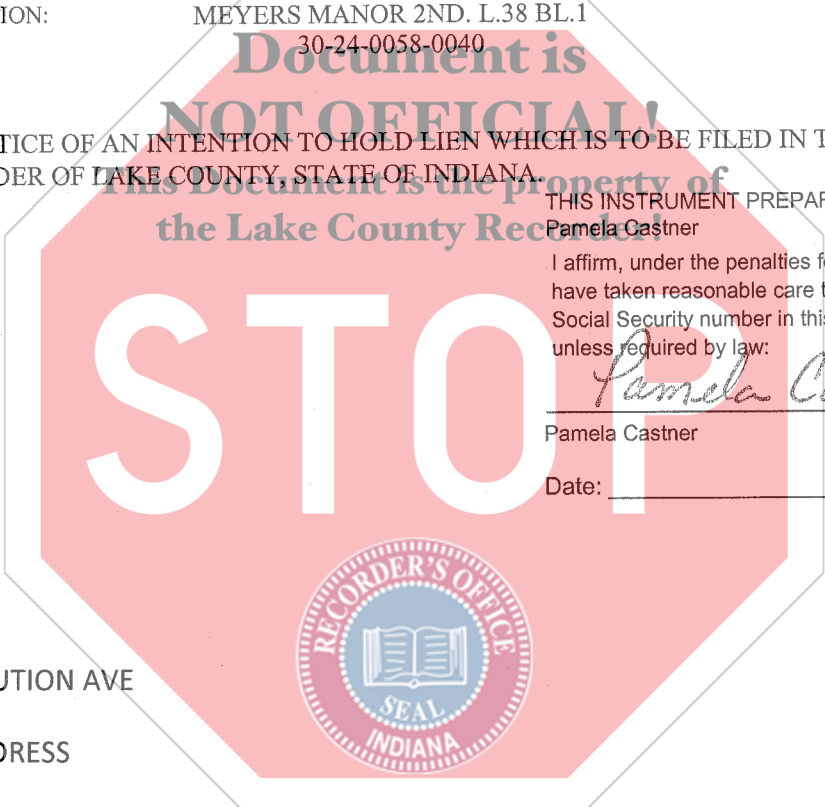 ION: MEYERS MANOR 2ND. L.38 BL.1
30-24-0058-0040
Document is
NOT OFFICIAL!
TICE OF AN INTENTION TO HOLD LIEN WHICH IS TO BE FILED IN T
DER OF LAKE COUNTY, STATE OF INDIANA.
This Document is the property of
the Lake County Recorder!
THIS INSTRUMENT PREPAR
Pamela Castner
I affirm, under the penalties f
have taken reasonable care t
Social Security number in this
unless required by law:
Pamela C
Pamela Castner
Date:
STOP
RECORDER'S OFFICE
SEAL
INDIANA
UTION AVE
DRESS